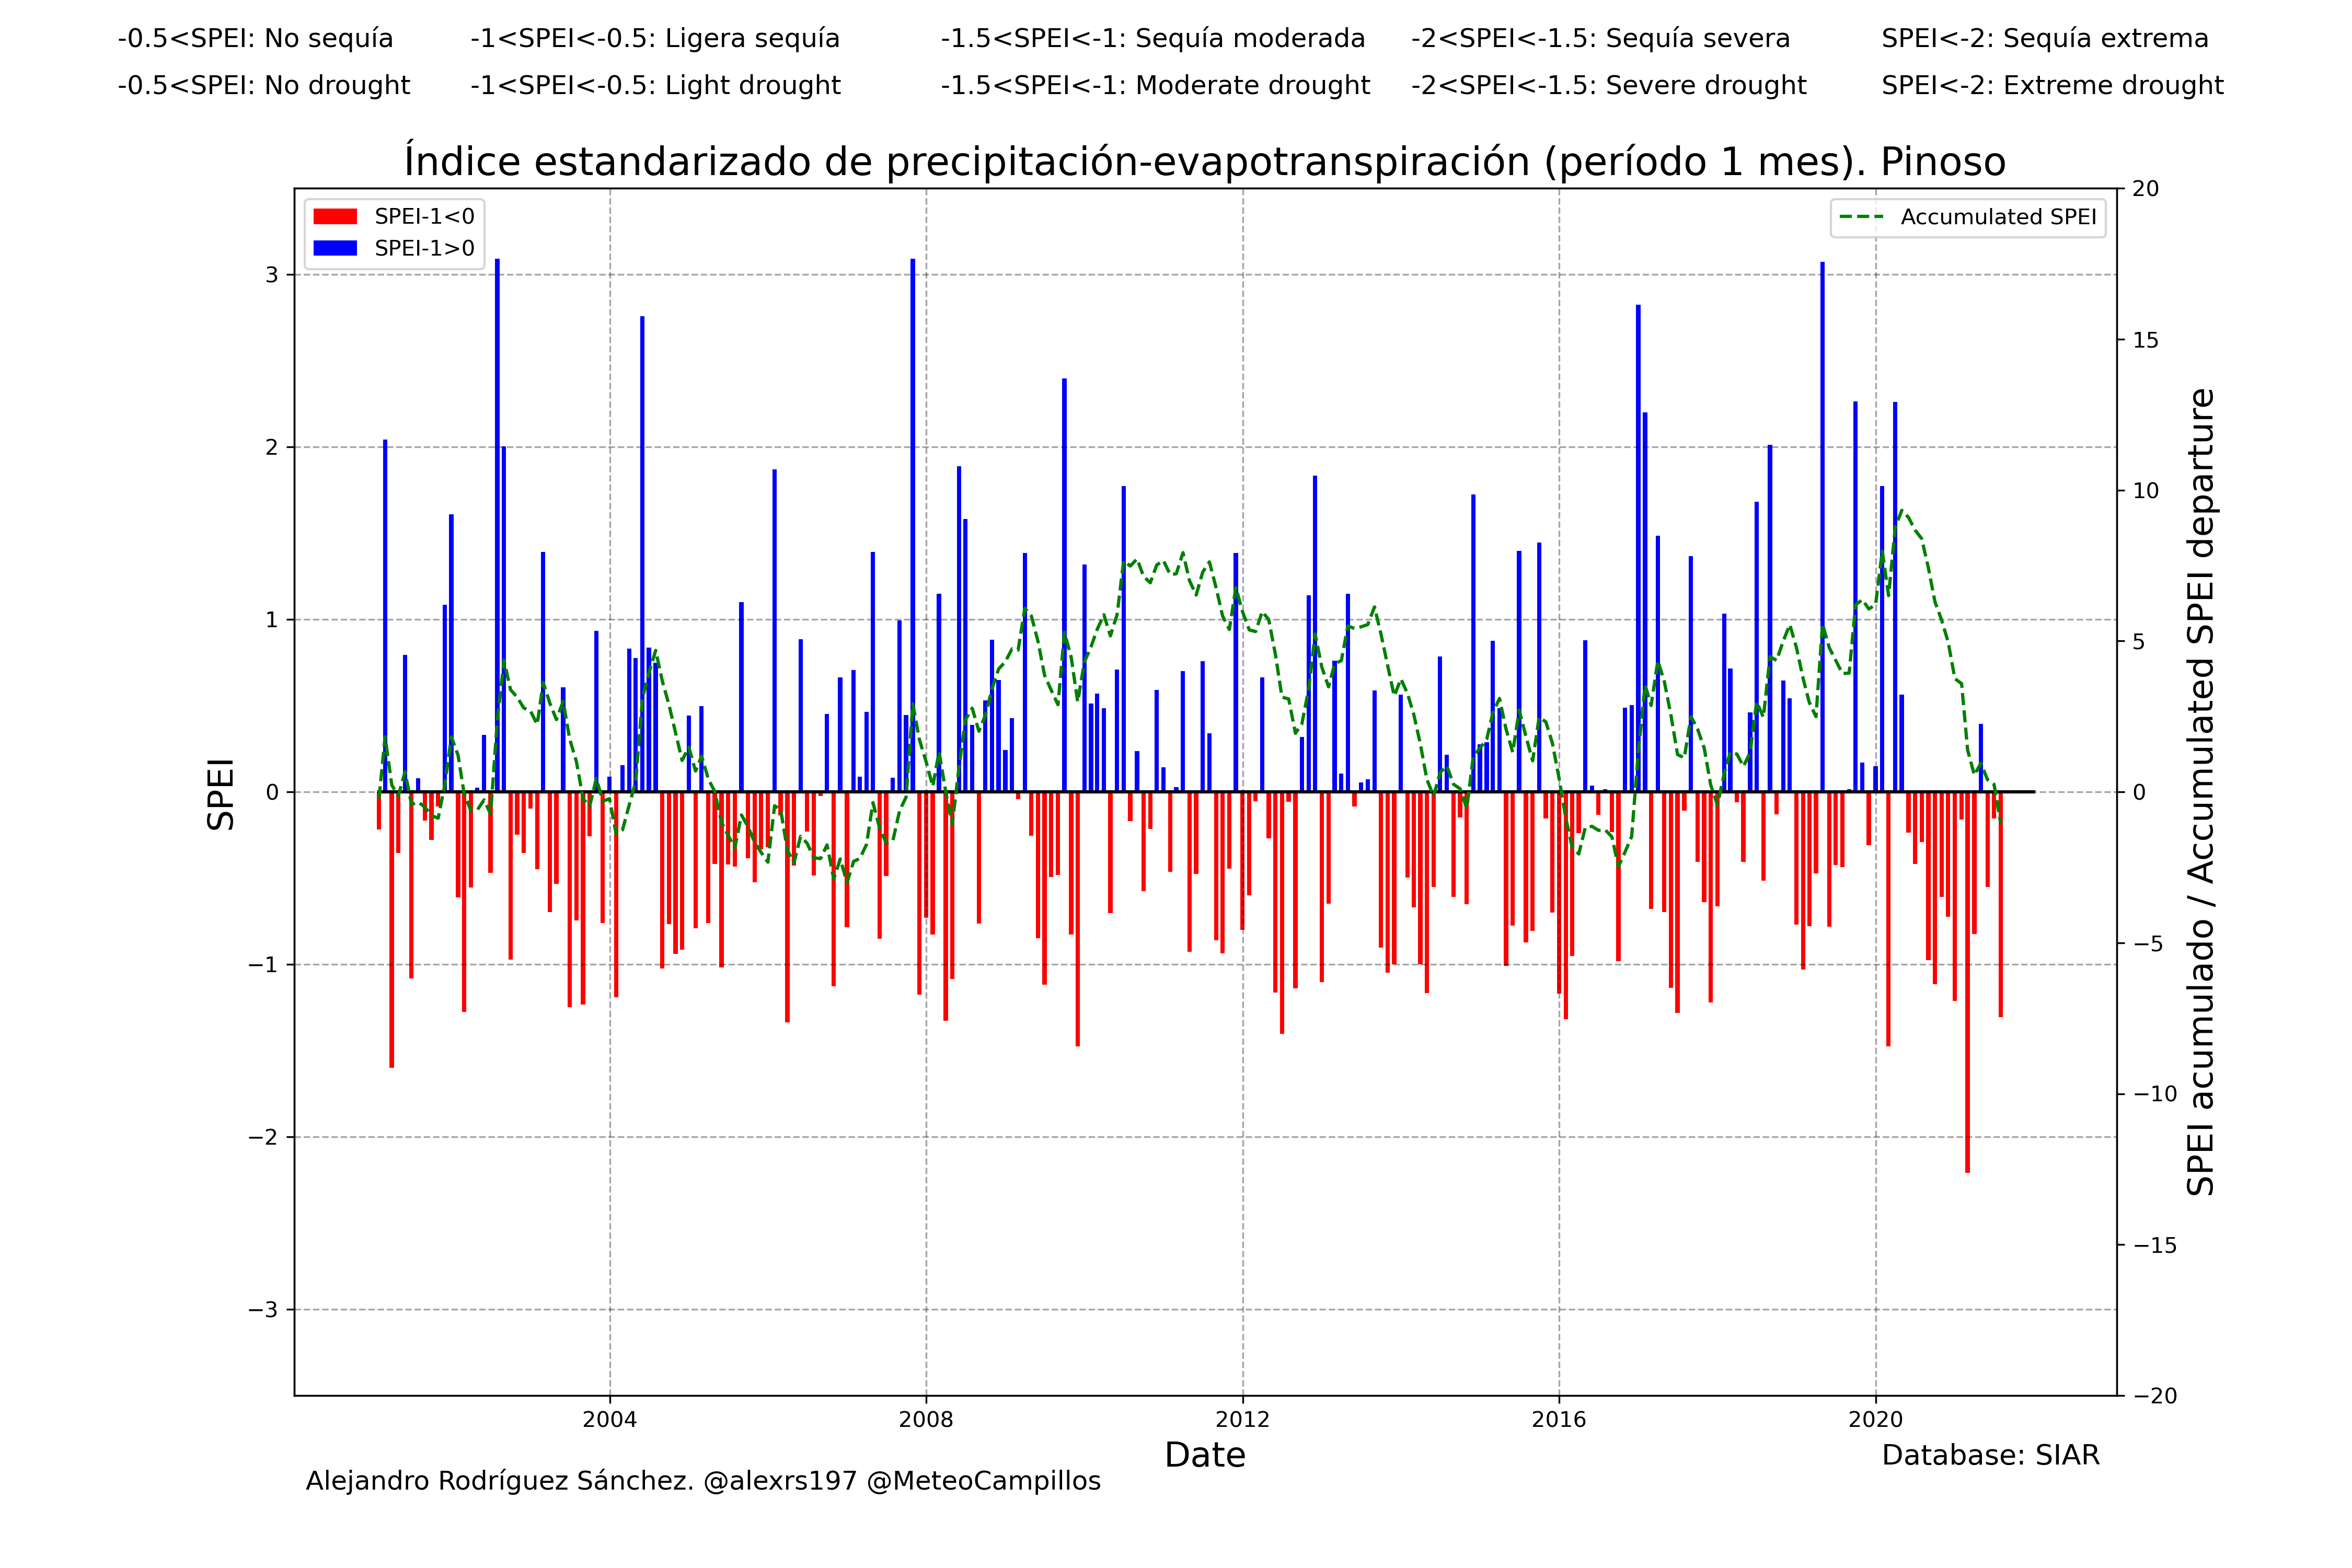 -0.5<SPEI: No sequía -1<SPEI<-0.5: Ligera sequía -1.5<SPEI<-1: Sequía moderada -2<SPEI<-1.5: Sequía severa SPEI<-2: Sequía extrema
-0.5<SPEI: No drought -1<SPEI<-0.5: Light drought -1.5<SPEI<-1: Moderate drought -2<SPEI<-1.5: Severe drought SPEI<-2: Extreme drought
Índice estandarizado de precipitación-evapotranspiración (período 1 mes). Pinoso
SPEI-1<0
SPEI-1>0
Accumulated SPEI
SPEI
3
2
1
0
−1
−2
−3
20
15
10
5
0
−5
−10
−15
−20
SPEI acumulado / Accumulated SPEI departure
2004 2008 2012 2016 2020
Date
Database: SIAR
Alejandro Rodríguez Sánchez. @alexrs197 @MeteoCampillos